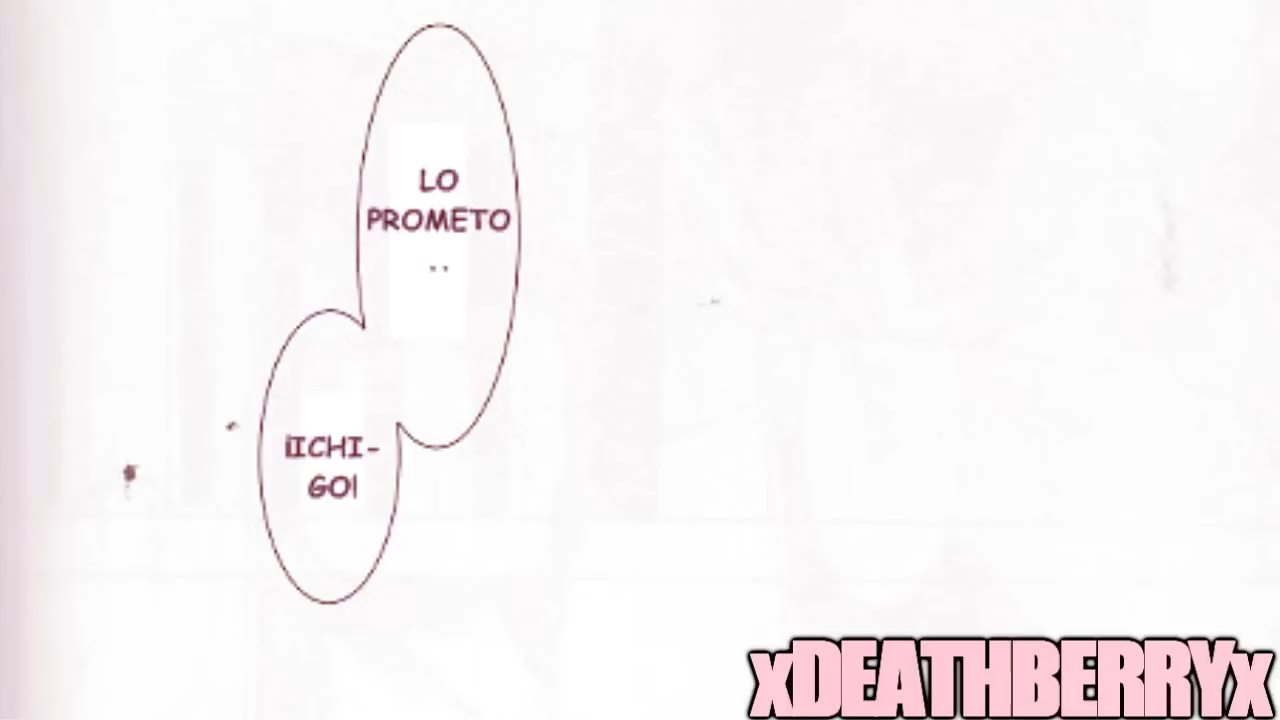 LO
PROMETO
..
¡ICHI-
GO!
xDEATHBERRYx